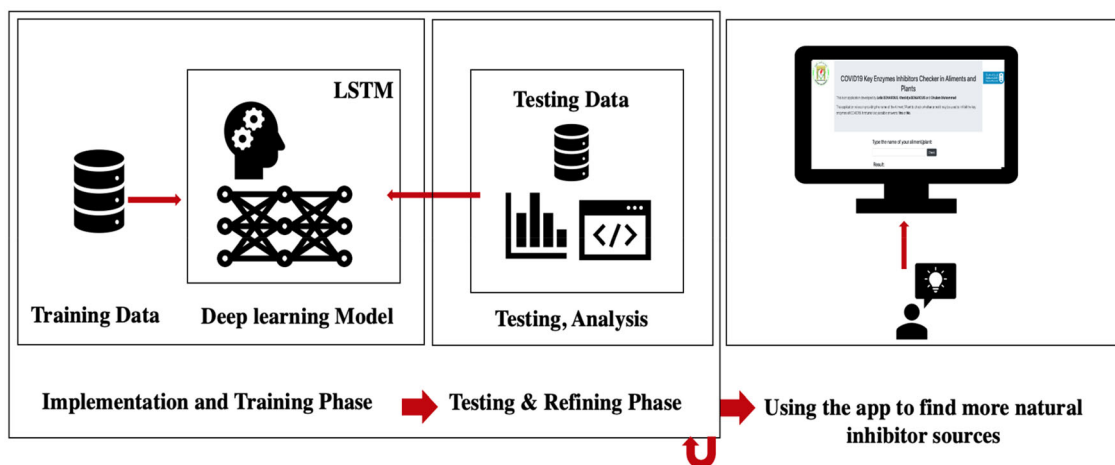 LSTM
Training Data
Deep learning Model
Testing Data
</>
Testing, Analysis
COVID19 Key Enzymes Inhibitors Checker in Aliments and
Plants
Type the name of your aliment/plant
Result:
Implementation and Training Phase
Testing & Refining Phase
Using the app to find more natural
inhibitor sources